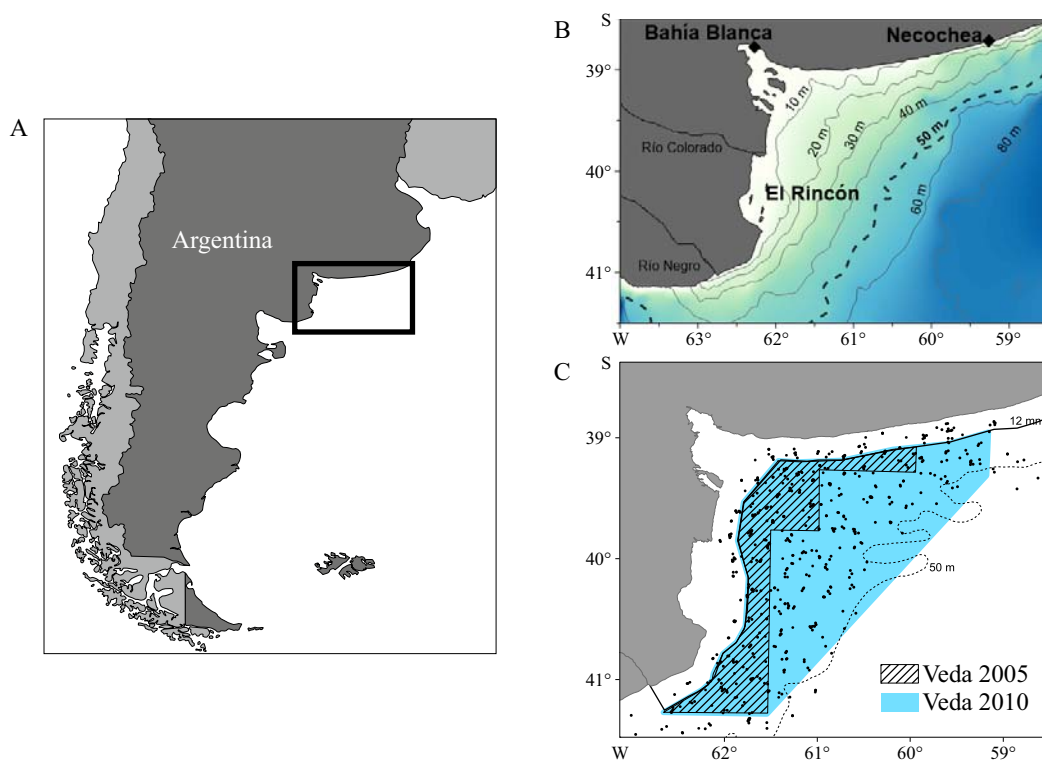 A
Argentina
B
S
Bahía Blanca
Necochea
39°
40°
41°
10 m
20 m
30 m
40 m
50 m
60 m
80 m
Río Colorado
El Rincón
Río Negro
W
63°
62°
61°
60°
59°
C
S
39°
40°
41°
12 mn
50 m
Veda 2005
Veda 2010
W
62°
61°
60°
59°